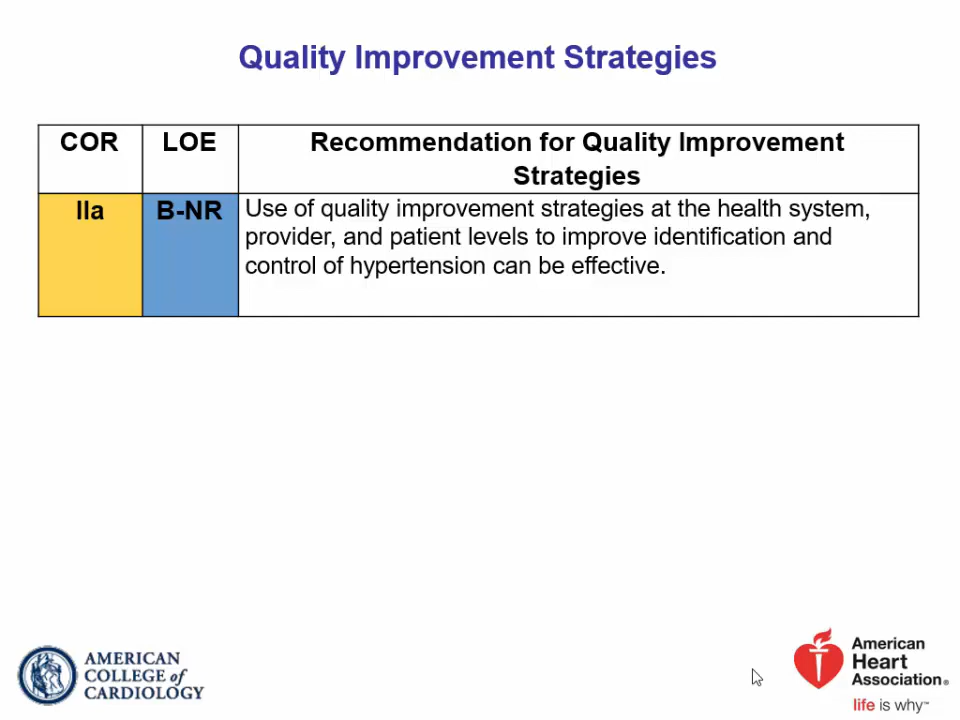 Quality Improvement Strategies
COR
LOE
Recommendation for Quality Improvement
Strategies
IIa
B-NR
Use of quality improvement strategies at the health system,
provider, and patient levels to improve identification and
control of hypertension can be effective.
AMERICAN
COLLEGE of
CARDIOLOGY
American
Heart
Association®
life is why™